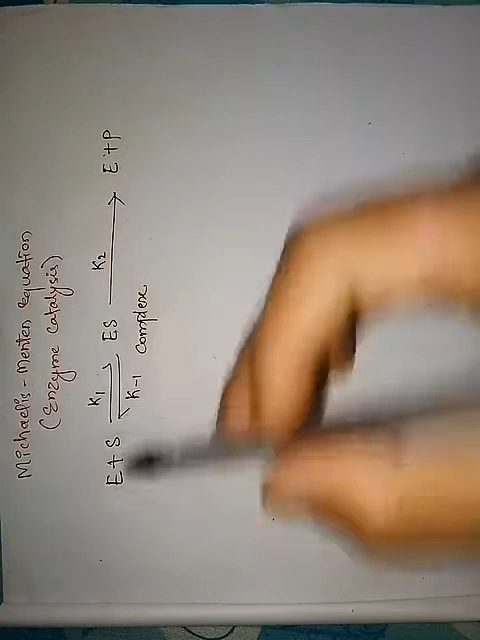 Michaelis - Menten equation
(Enzyme Catalysis)
E + S ⇌ ES → E + P
K1 K2
K-1
Complex